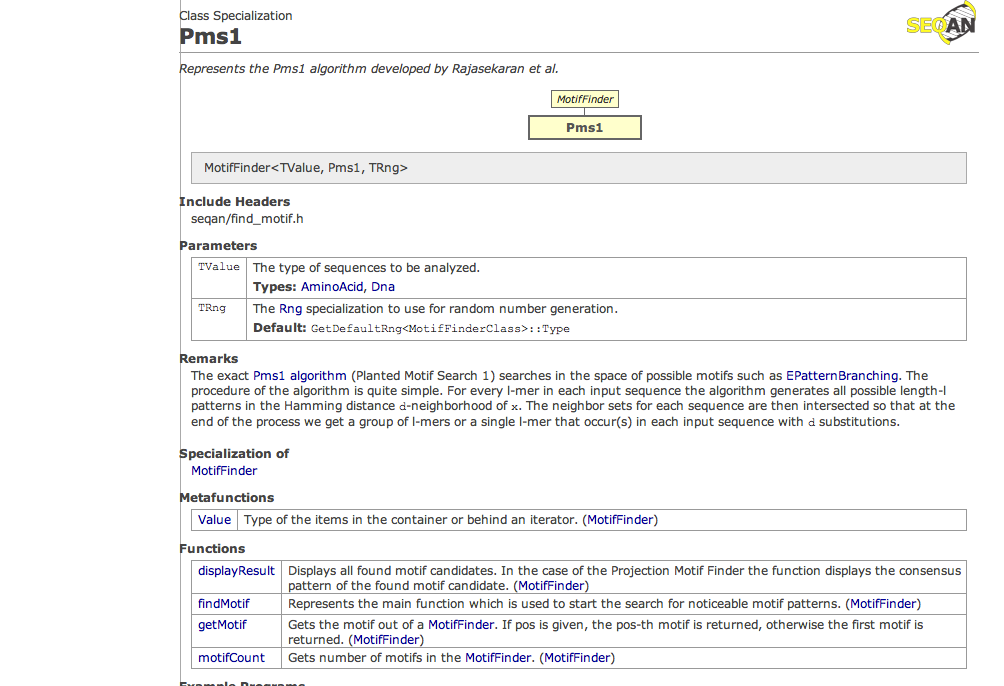 Class Specialization
SEQAN
Pms1
Represents the Pms1 algorithm developed by Rajasekaran et al.
MotifFinder
Pms1
MotifFinder<TValue, Pms1, TRng>
Include Headers
seqan/find_motif.h
Parameters
TValue The type of sequences to be analyzed.
Types: AminoAcid, Dna
TRng The Rng specialization to use for random number generation.
Default: GetDefaultRng<MotifFinderClass>::Type
Remarks
The exact Pms1 algorithm (Planted Motif Search 1) searches in the space of possible motifs such as EPatternBranching. The
procedure of the algorithm is quite simple. For every l-mer in each input sequence the algorithm generates all possible length-l
patterns in the Hamming distance d-neighborhood of x. The neighbor sets for each sequence are then intersected so that at the
end of the process we get a group of l-mers or a single l-mer that occur(s) in each input sequence with d substitutions.
Specialization of
MotifFinder
Metafunctions
Value Type of the items in the container or behind an iterator. (MotifFinder)
Functions
displayResult Displays all found motif candidates. In the case of the Projection Motif Finder the function displays the consensus
pattern of the found motif candidate. (MotifFinder)
findMotif Represents the main function which is used to start the search for noticeable motif patterns. (MotifFinder)
getMotif Gets the motif out of a MotifFinder. If pos is given, the pos-th motif is returned, otherwise the first motif is
returned. (MotifFinder)
motifCount Gets number of motifs in the MotifFinder. (MotifFinder)
Example Programs